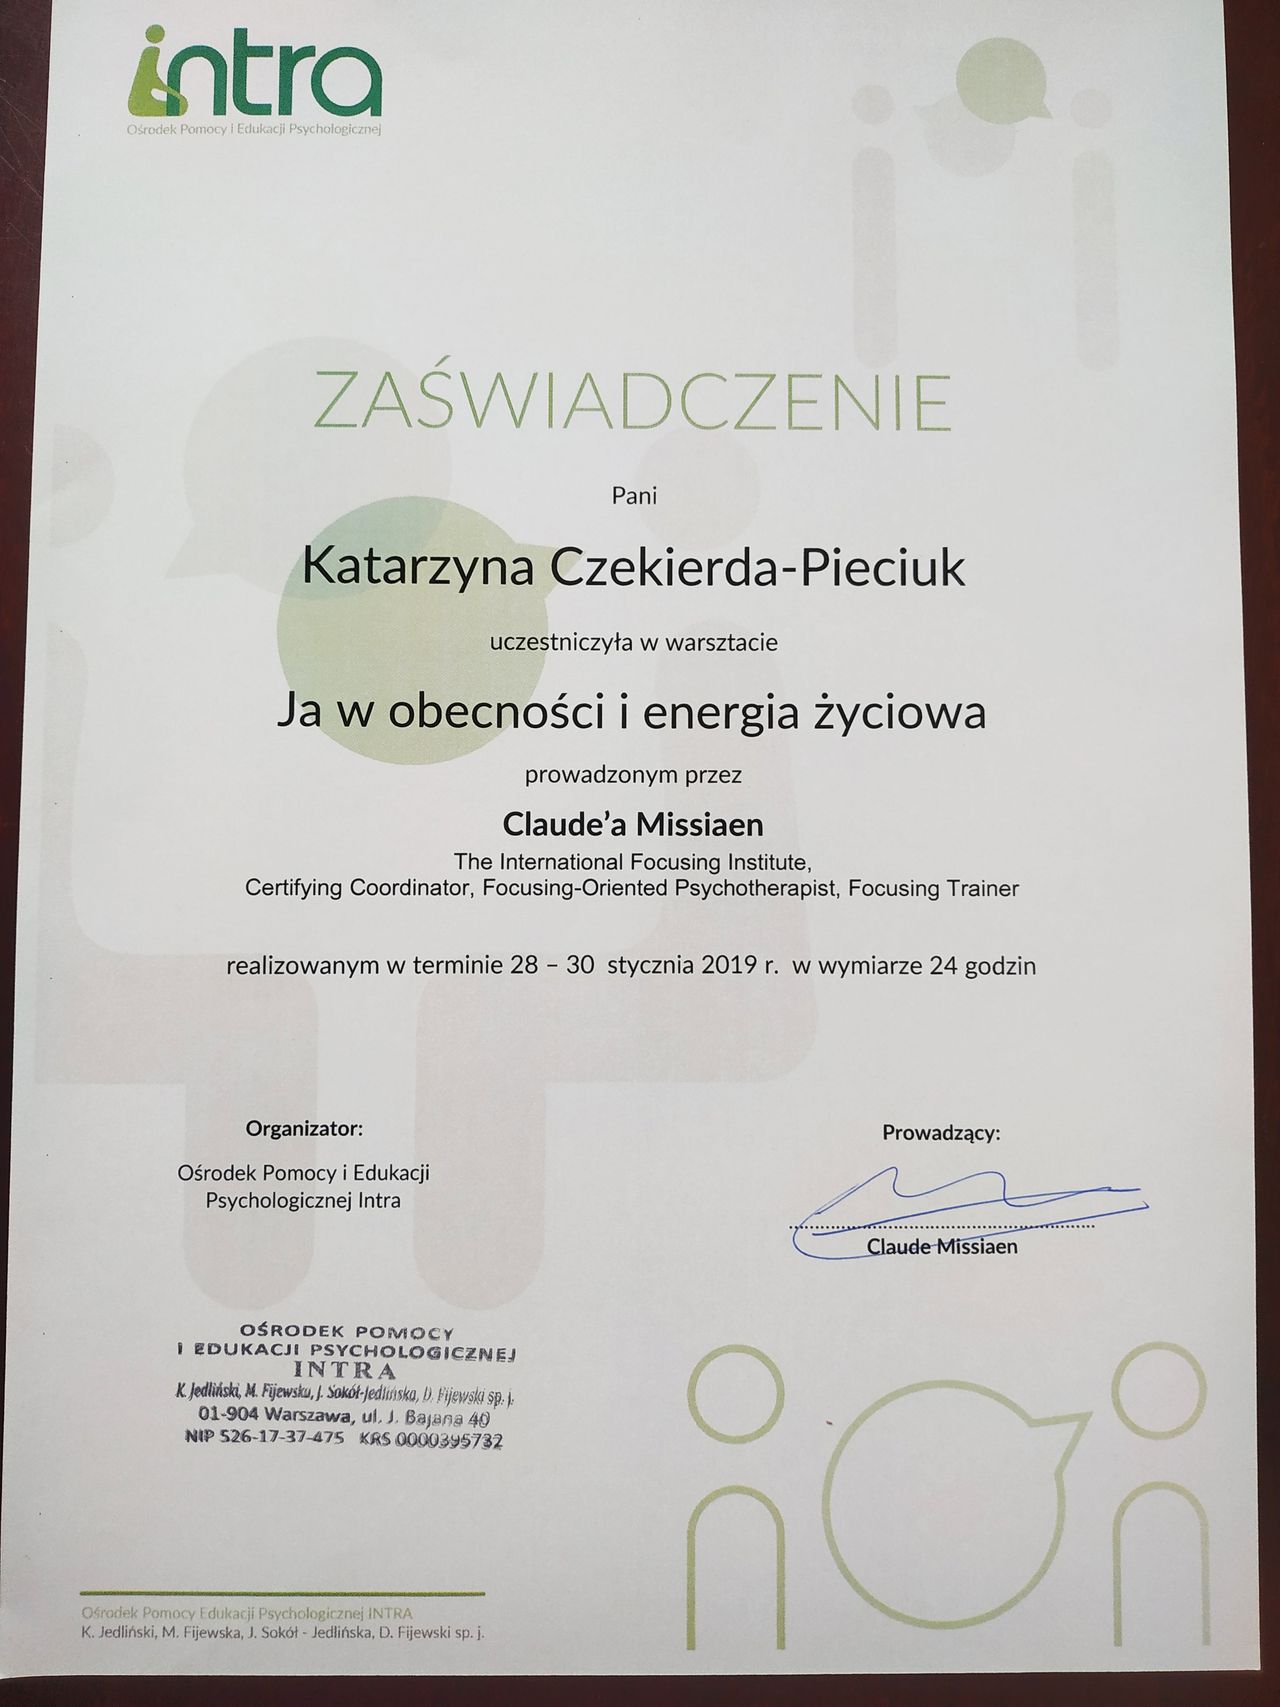 intra
Ośrodek Pomocy i Edukacji Psychologicznej
ZAŚWIADCZENIE
Pani
Katarzyna Czekierda-Pieciuk
uczestniczyła w warsztacie
Ja w obecności i energia życiowa
prowadzonym przez
Claude’a Missiaen
The International Focusing Institute,
Certifying Coordinator, Focusing-Oriented Psychotherapist, Focusing Trainer
realizowanym w terminie 28 – 30 stycznia 2019 r. w wymiarze 24 godzin
Organizator:
Ośrodek Pomocy i Edukacji
Psychologicznej Intra
Prowadzący:
Claude Missiaen
OŚRODEK POMOCY
I EDUKACJI PSYCHOLOGICZNEJ
INTRA
K. Jedliński, M. Fijewska, J. Sokół-Jedlińska, D. Fijewski sp. j.
01-904 Warszawa, ul. J. Bajana 40
NIP 526-17-37-475 KRS 0000395732
Ośrodek Pomocy Edukacji Psychologicznej INTRA
K. Jedliński, M. Fijewska, J. Sokół - Jedlińska, D. Fijewski sp. j.